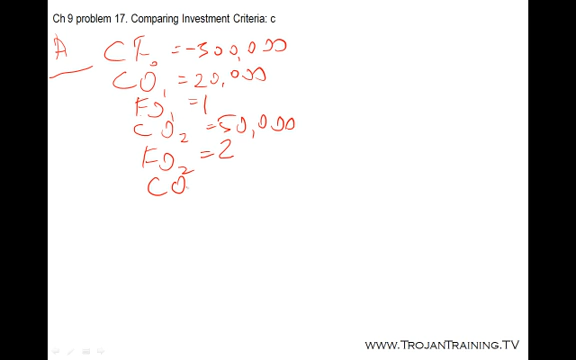 Ch 9 problem 17. Comparing Investment Criteria: c
A CF₀ = -300,000
CO₁ = 20,000
FO₁ = 1
CO₂ = 50,000
FO₂ = 2
CO
WWW.TROJANTRAINING.TV